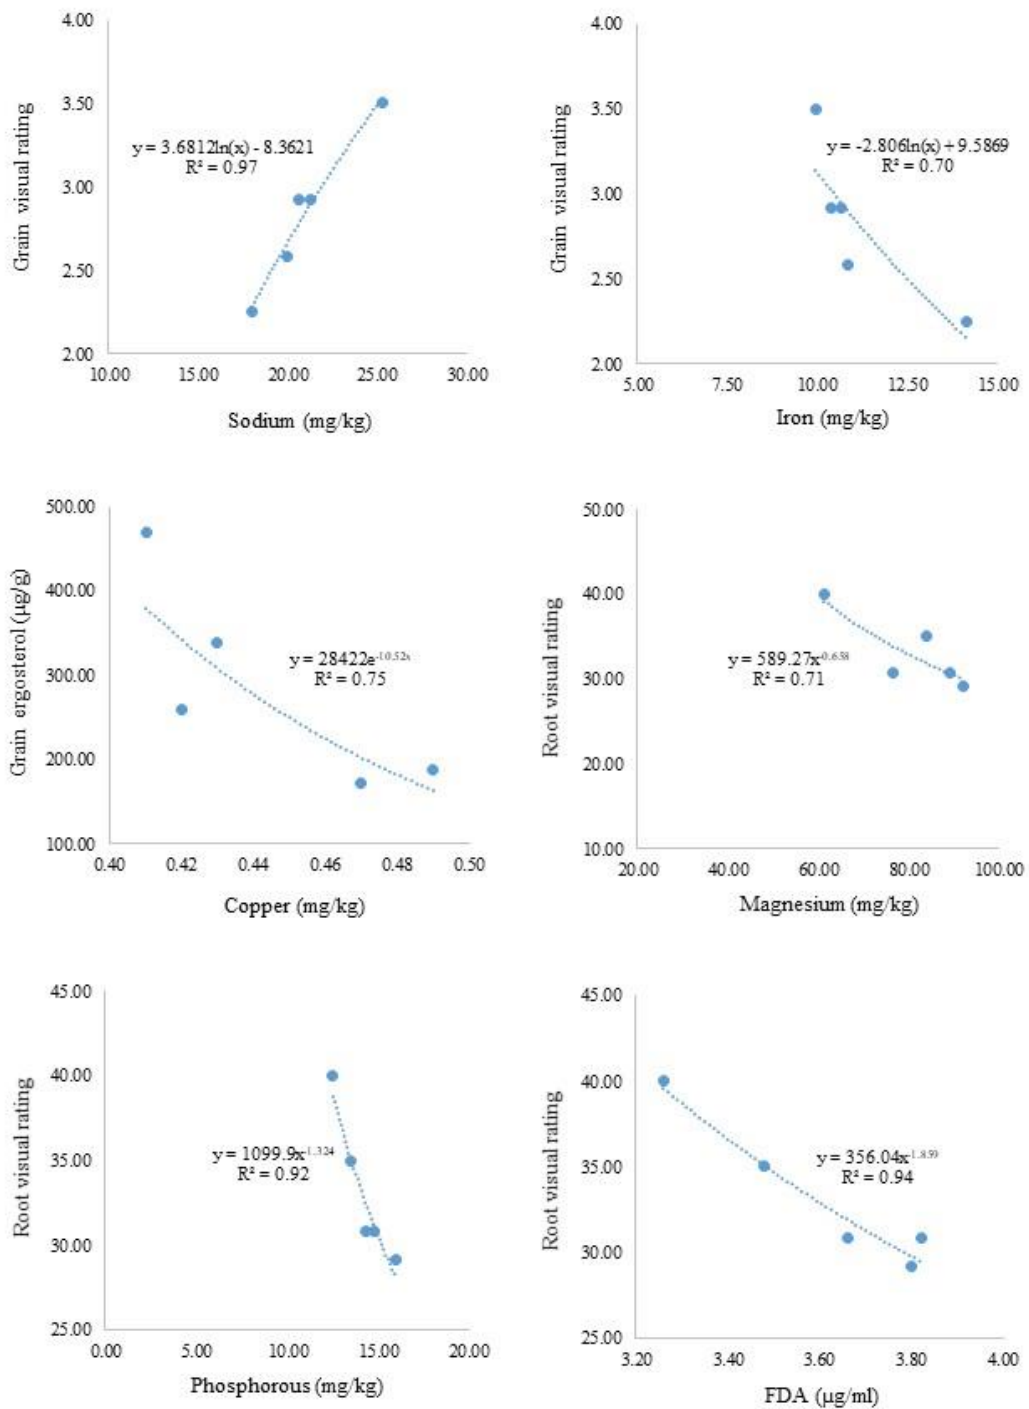 4.00
3.50
3.00
2.50
2.00
Grain visual rating
y = 3.6812ln(x) - 8.3621
R² = 0.97
10.00 15.00 20.00 25.00 30.00
Sodium (mg/kg)
4.00
3.50
3.00
2.50
2.00
Grain visual rating
y = -2.806ln(x) + 9.5869
R² = 0.70
5.00 7.50 10.00 12.50 15.00
Iron (mg/kg)
500.00
400.00
300.00
200.00
100.00
Grain ergosterol (µg/g)
y = 28422e-10.52x
R² = 0.75
0.40 0.42 0.44 0.46 0.48 0.50
Copper (mg/kg)
50.00
40.00
30.00
20.00
10.00
Root visual rating
y = 589.27x-0.658
R² = 0.71
20.00 40.00 60.00 80.00 100.00
Magnesium (mg/kg)
45.00
40.00
35.00
30.00
25.00
Root visual rating
y = 1099.9x-1.324
R² = 0.92
0.00 5.00 10.00 15.00 20.00
Phosphorous (mg/kg)
45.00
40.00
35.00
30.00
25.00
Root visual rating
y = 356.04x-1.859
R² = 0.94
3.20 3.40 3.60 3.80 4.00
FDA (µg/ml)